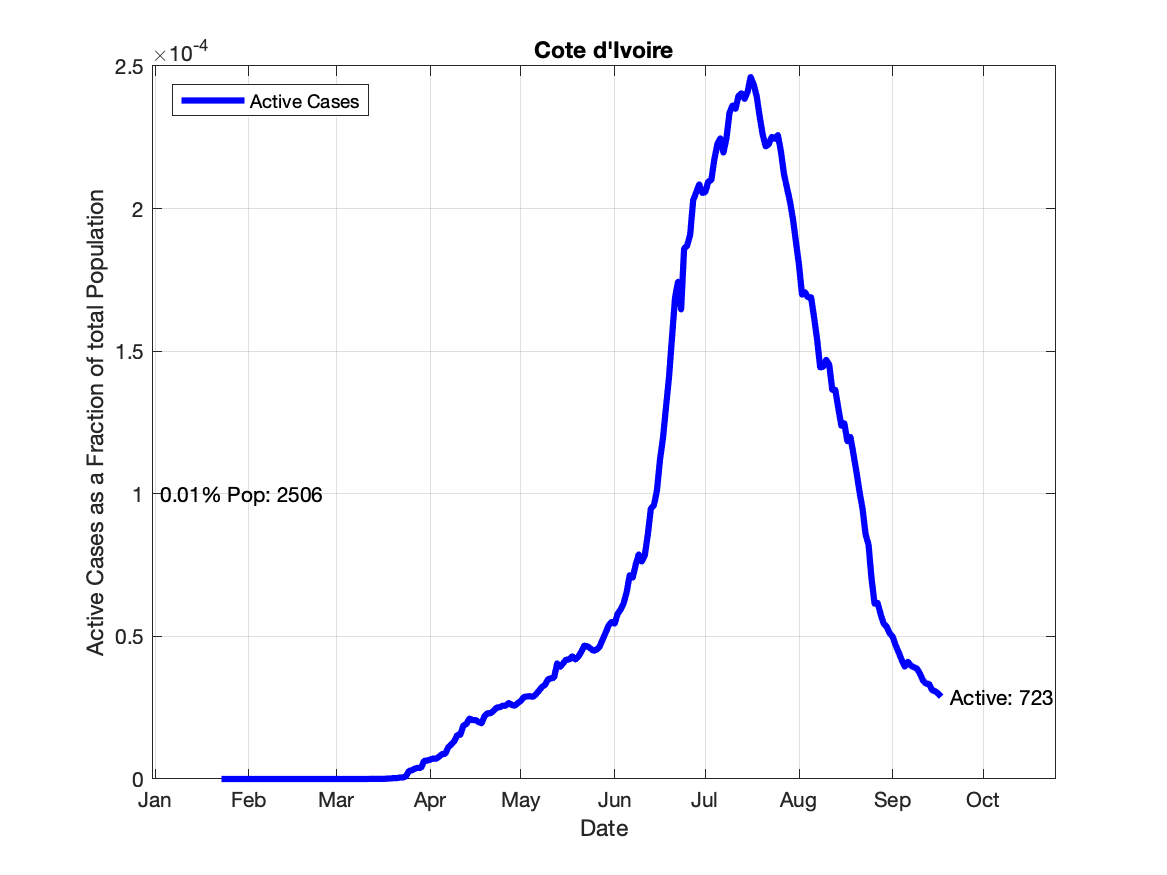 Cote d'Ivoire
×10-4
2.5
2
1.5
1
0.5
0
Active Cases
0.01% Pop: 2506
Active: 723
Active Cases as a Fraction of total Population
Jan Feb Mar Apr May Jun Jul Aug Sep Oct
Date